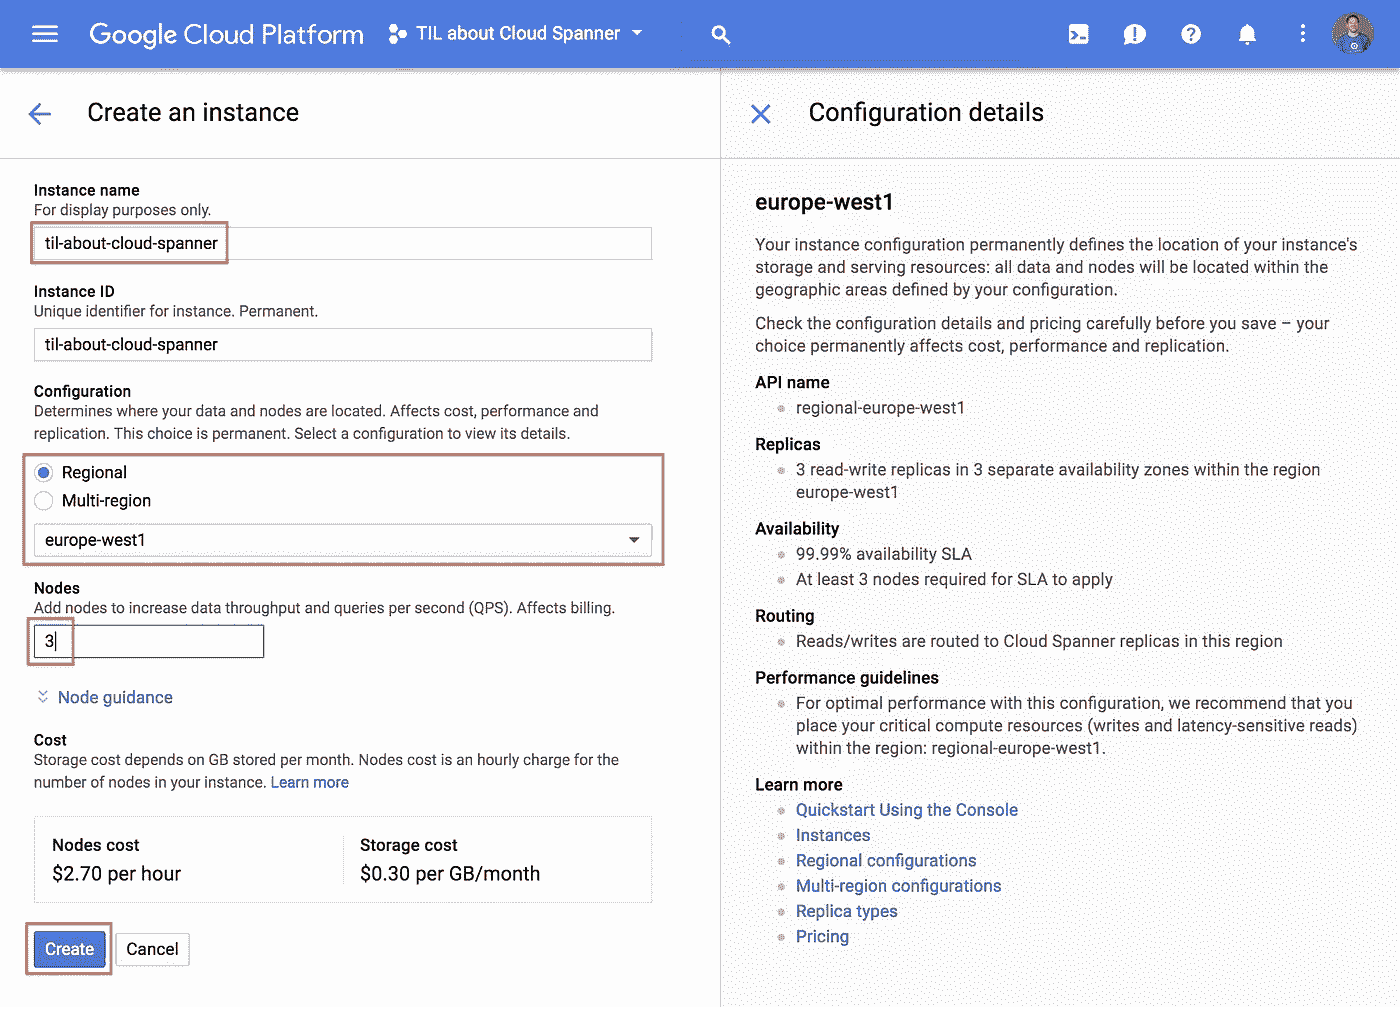 Google Cloud Platform
TIL about Cloud Spanner
Create an instance
Instance name
For display purposes only.
til-about-cloud-spanner
Instance ID
Unique identifier for instance. Permanent.
til-about-cloud-spanner
Configuration
Determines where your data and nodes are located. Affects cost, performance and
replication. This choice is permanent. Select a configuration to view its details.
Regional
Multi-region
europe-west1
Nodes
Add nodes to increase data throughput and queries per second (QPS). Affects billing.
3
Node guidance
Cost
Storage cost depends on GB stored per month. Nodes cost is an hourly charge for the
number of nodes in your instance. Learn more
Nodes cost
$2.70 per hour
Storage cost
$0.30 per GB/month
Create
Cancel
Configuration details
europe-west1
Your instance configuration permanently defines the location of your instance's
storage and serving resources: all data and nodes will be located within the
geographic areas defined by your configuration.
Check the configuration details and pricing carefully before you save – your
choice permanently affects cost, performance and replication.
API name
regional-europe-west1
Replicas
3 read-write replicas in 3 separate availability zones within the region
europe-west1
Availability
99.99% availability SLA
At least 3 nodes required for SLA to apply
Routing
Reads/writes are routed to Cloud Spanner replicas in this region
Performance guidelines
For optimal performance with this configuration, we recommend that you
place your critical compute resources (writes and latency-sensitive reads)
within the region: regional-europe-west1.
Learn more
Quickstart Using the Console
Instances
Regional configurations
Multi-region configurations
Replica types
Pricing